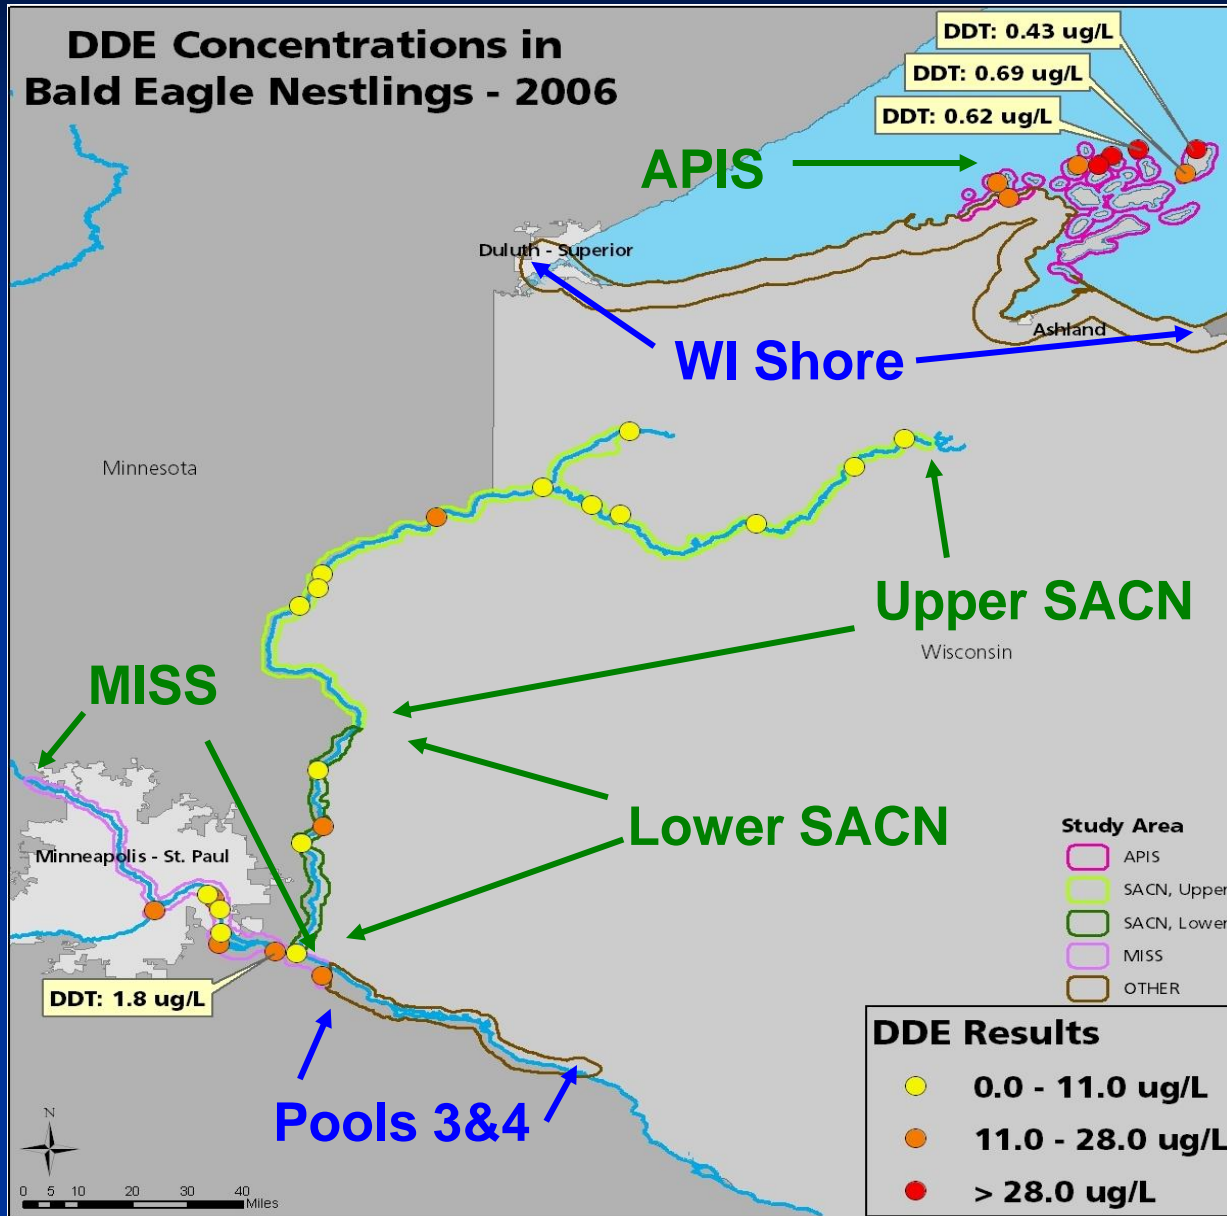 DDE Concentrations in
Bald Eagle Nestlings - 2006
DDT: 0.43 ug/L
DDT: 0.69 ug/L
DDT: 0.62 ug/L
APIS
Duluth - Superior
WI Shore
Ashland
Minnesota
Upper SACN
Wisconsin
MISS
Lower SACN
Minneapolis - St. Paul
DDT: 1.8 ug/L
Pools 3&4
Study Area
APIS
SACN, Upper
SACN, Lower
MISS
OTHER
DDE Results
0.0 - 11.0 ug/L
11.0 - 28.0 ug/L
> 28.0 ug/L
N
0 5 10 20 30 40
Miles